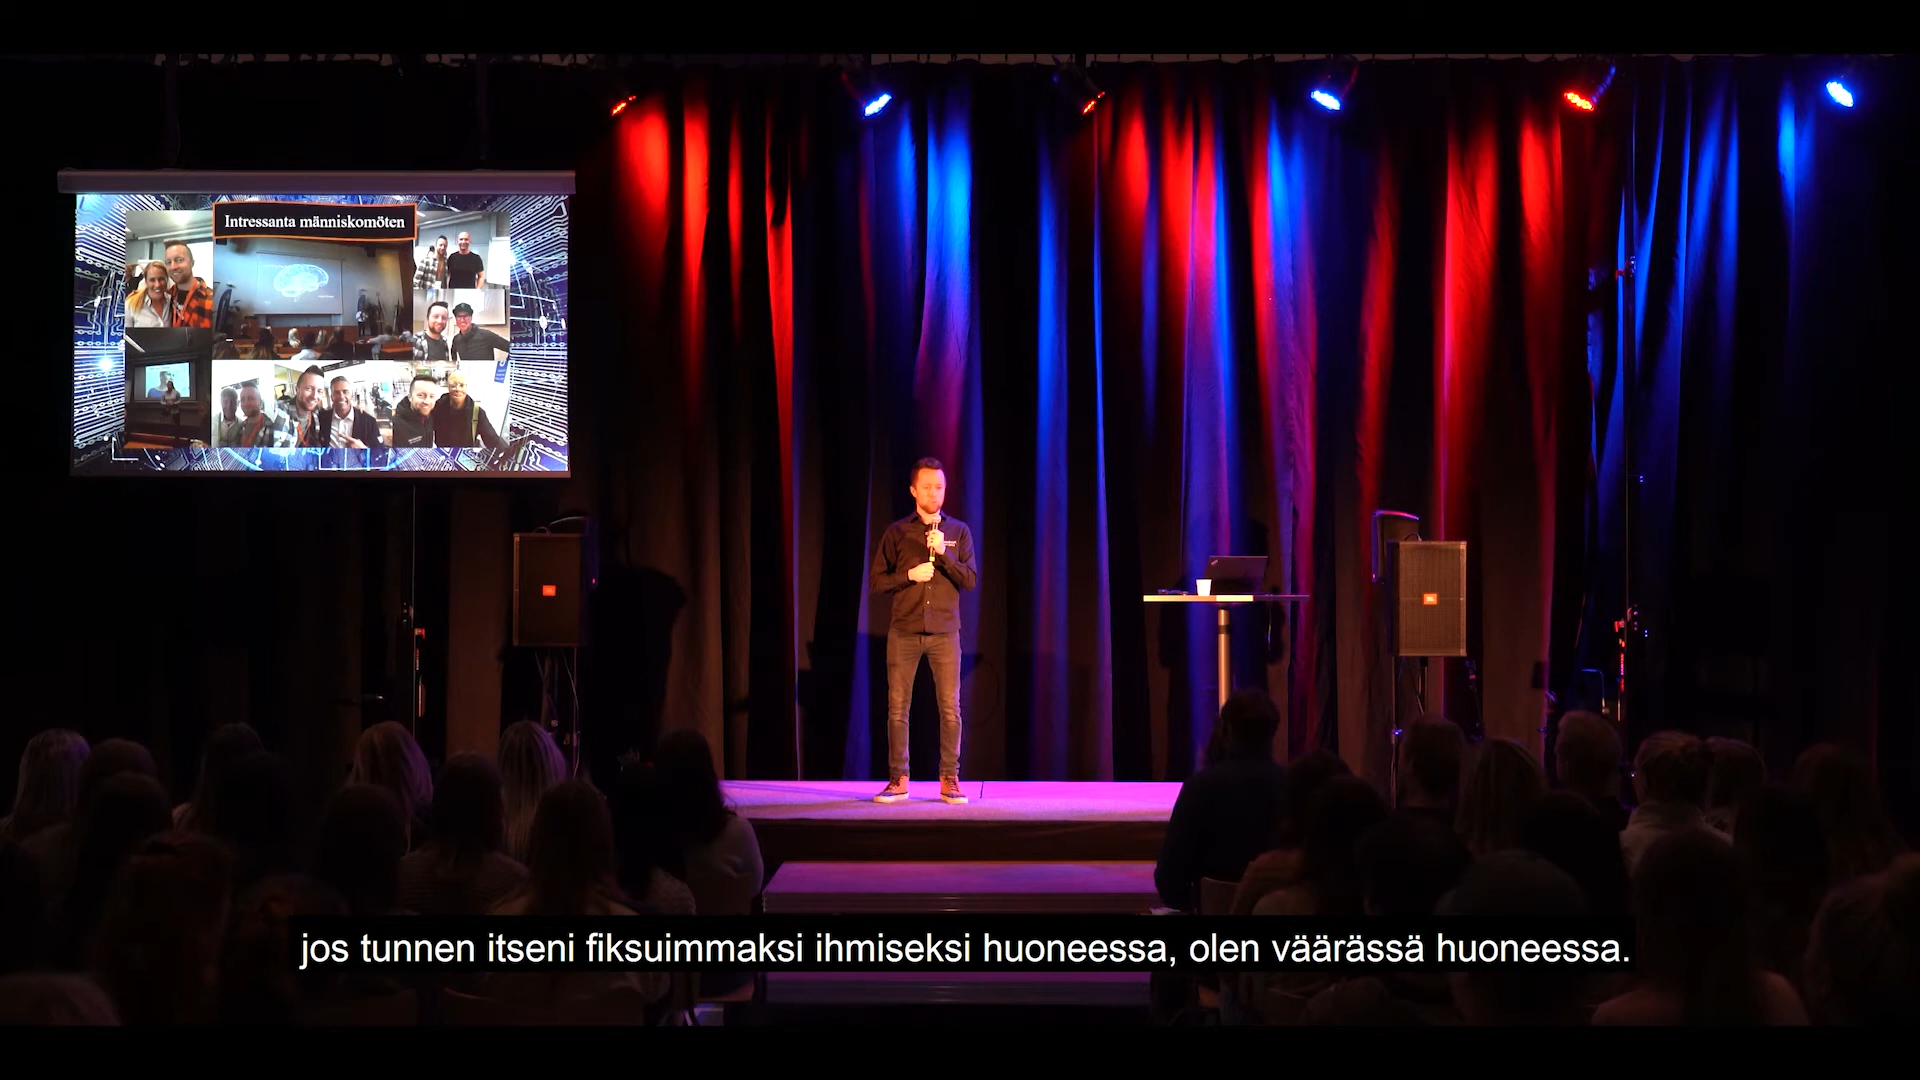 Intressanta människomöten
jos tunnen itseni fiksuimmaksi ihmiseksi huoneessa, olen väärässä huoneessa.